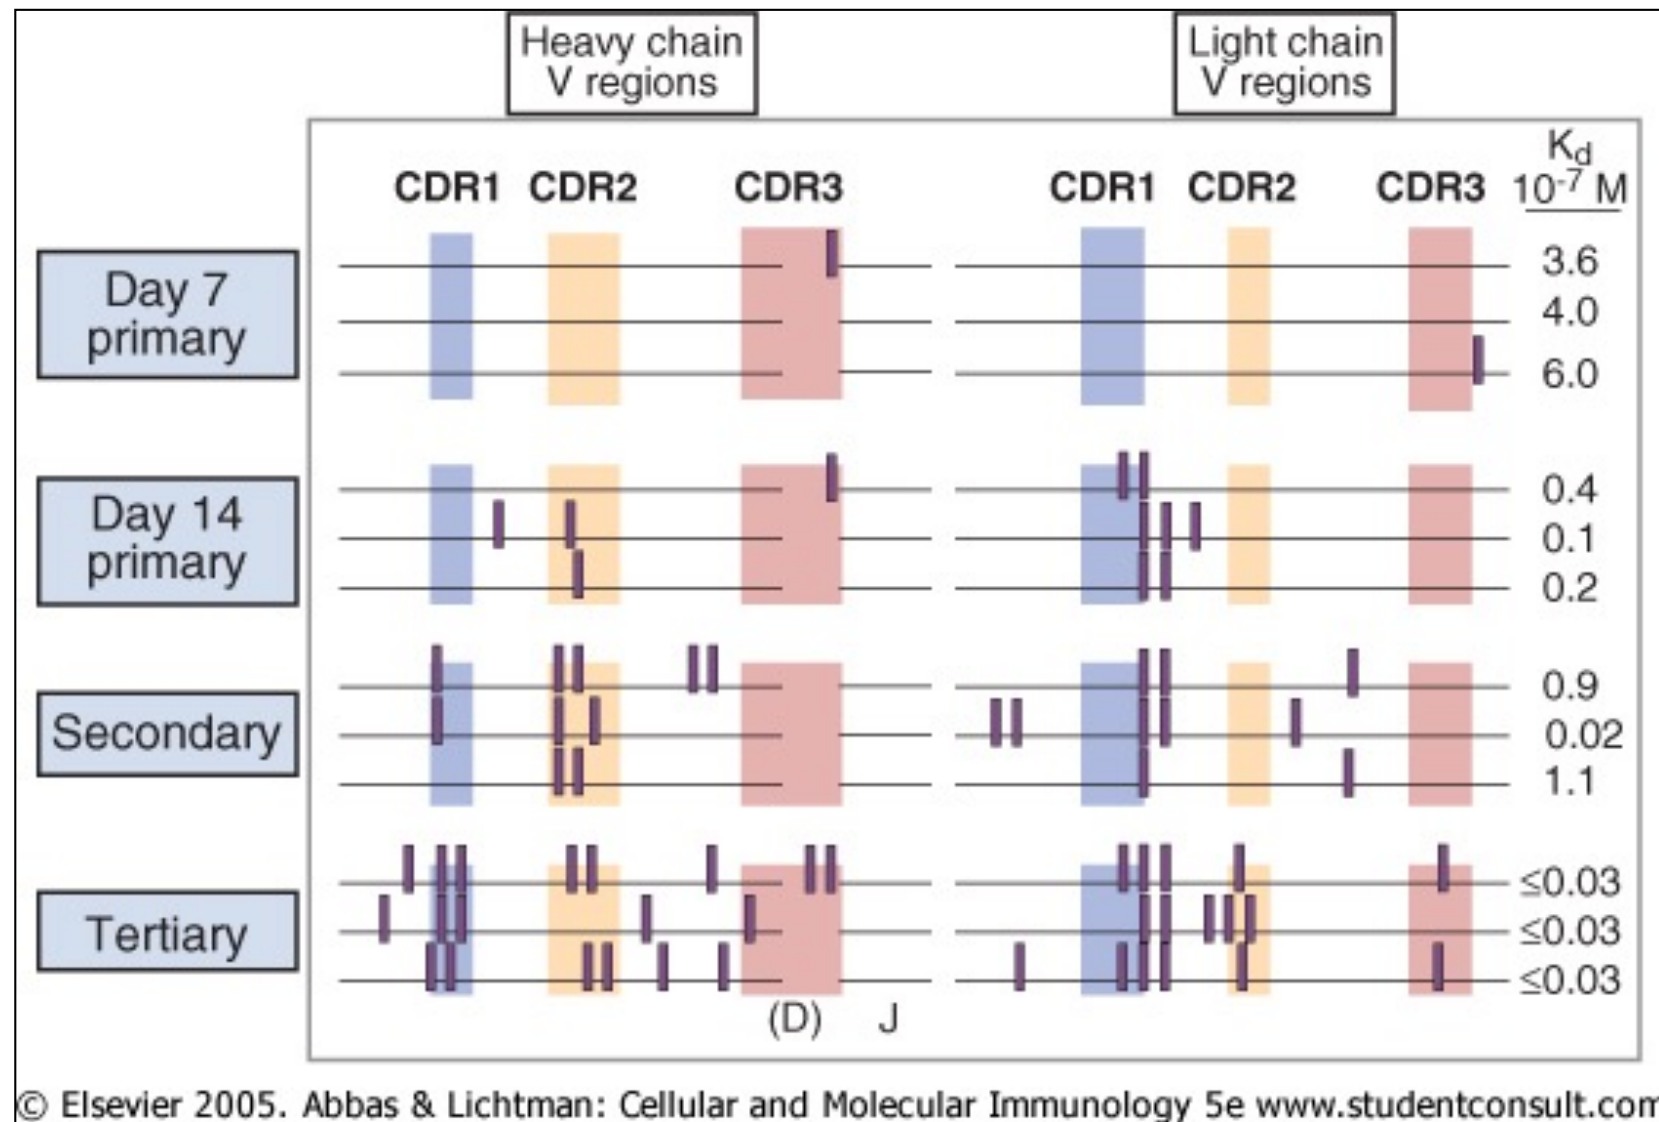 Heavy chain
V regions
Light chain
V regions
CDR1 CDR2 CDR3 CDR1 CDR2 CDR3
Kd
10-7 M
Day 7
primary
3.6
4.0
6.0
Day 14
primary
0.4
0.1
0.2
Secondary
0.9
0.02
1.1
Tertiary
≤0.03
≤0.03
≤0.03
(D) J
© Elsevier 2005. Abbas & Lichtman: Cellular and Molecular Immunology 5e www.studentconsult.com